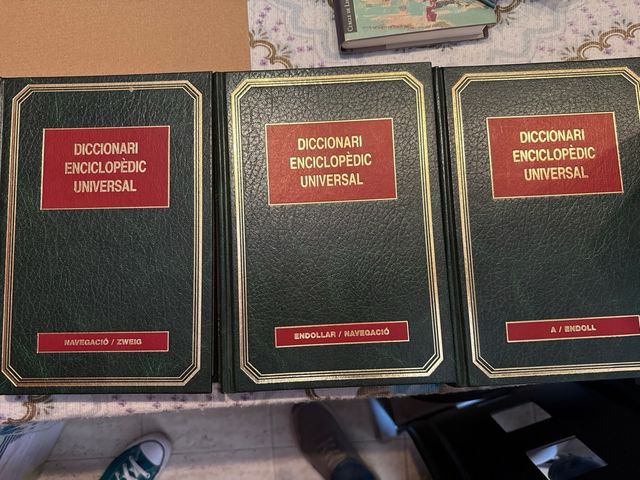 DICCIONARI
ENCICLOPÈDIC
UNIVERSAL
NAVEGACIÓ / ZWEIG
DICCIONARI
ENCICLOPÈDIC
UNIVERSAL
ENDOLLAR / NAVEGACIÓ
DICCIONARI
ENCICLOPÈDIC
UNIVERSAL
A / ENDOLL